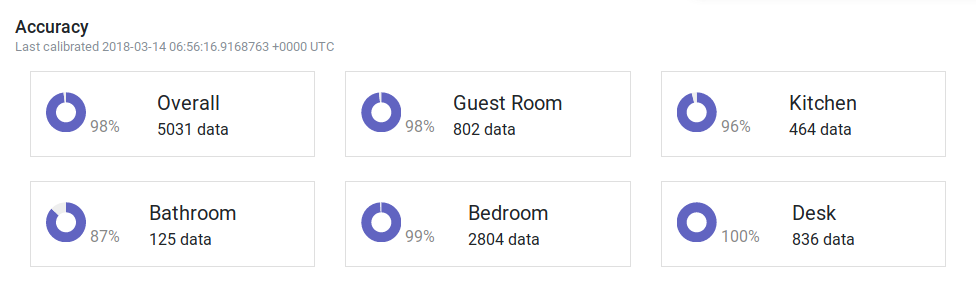 Accuracy
Last calibrated 2018-03-14 06:56:16.9168763 +0000 UTC
98% Overall
5031 data
98% Guest Room
802 data
96% Kitchen
464 data
87% Bathroom
125 data
99% Bedroom
2804 data
100% Desk
836 data